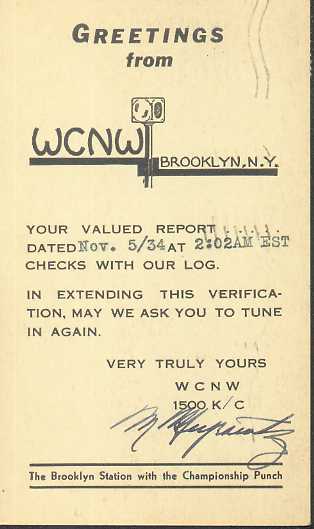 GREETINGS
from
WCNW
BROOKLYN, N.Y.
YOUR VALUED REPORT
DATED Nov. 5/34 AT 2:02AM EST
CHECKS WITH OUR LOG.
IN EXTENDING THIS VERIFICA-
TION, MAY WE ASK YOU TO TUNE
IN AGAIN.
VERY TRULY YOURS
WCNW
1500 K/C
The Brooklyn Station with the Championship Punch